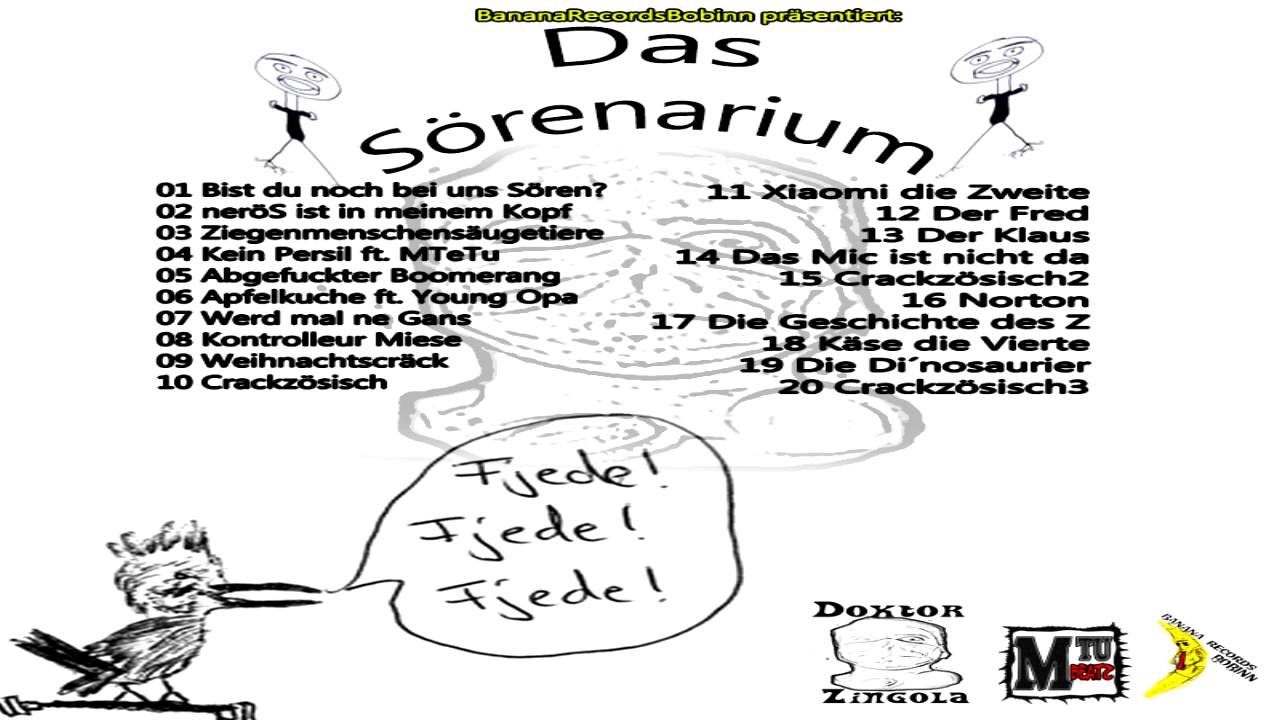 BananaRecordsBobinn präsentiert:
Das
Sörenarium
01 Bist du noch bei uns Sören?
02 neröS ist in meinem Kopf
03 Ziegenmenschensäugetiere
04 Kein Persil ft. MTeTu
05 Abgefuckter Boomerang
06 Apfelkuche ft. Young Opa
07 Werd mal ne Gans
08 Kontrolleur Miese
09 Weihnachtscräck
10 Crackzösisch
11 Xiaomi die Zweite
12 Der Fred
13 Der Klaus
14 Das Mic ist nicht da
15 Crackzösisch2
16 Norton
17 Die Geschichte des Z
18 Käse die Vierte
19 Die Di´nosaurier
20 Crackzösisch3
Fjede!
Fjede!
Fjede!
Doktor
Zingola
M TU
BEATZ
BANANA RECORDS
BOBINN